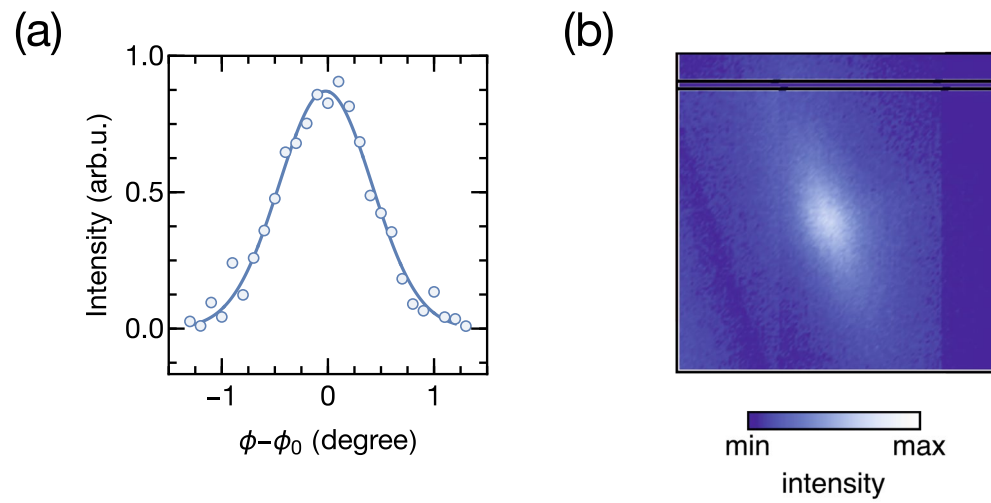 (a)
1.0
0.5
0.0
Intensity (arb.u.)
−1 0 1
ϕ−ϕ0 (degree)
(b)
min max
intensity